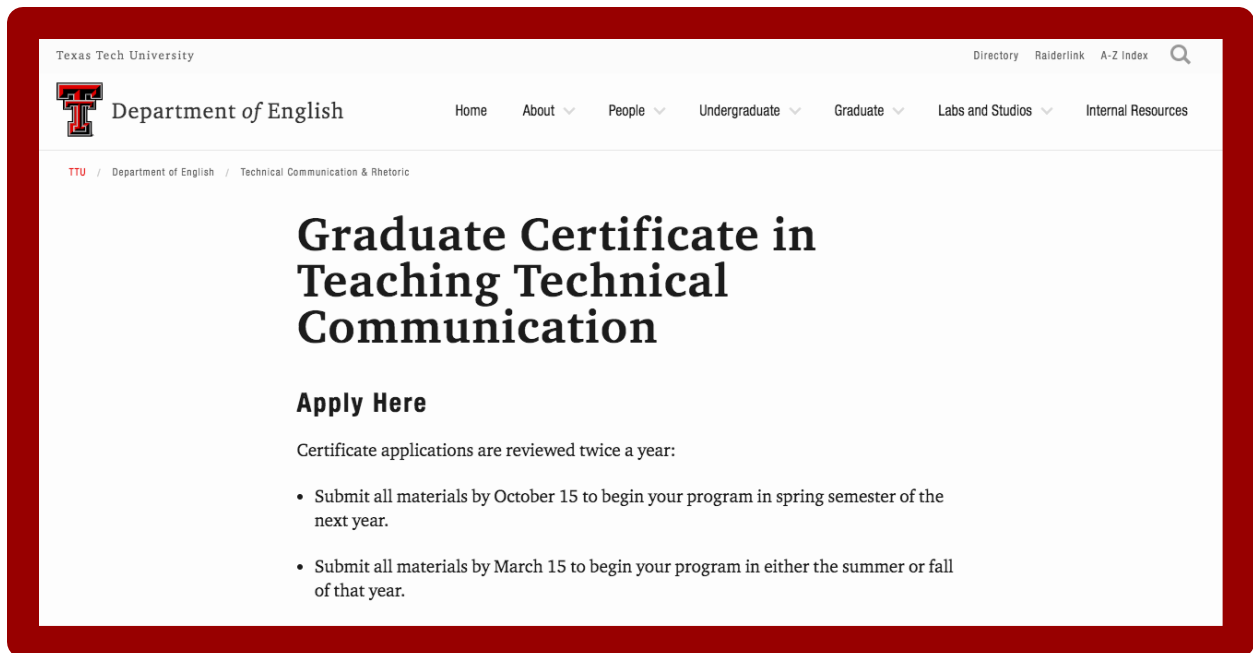 Texas Tech University
Directory Raiderlink A-Z Index
Department of English
Home About People Undergraduate Graduate Labs and Studios Internal Resources
TTU / Department of English / Technical Communication & Rhetoric
Graduate Certificate in
Teaching Technical
Communication
Apply Here
Certificate applications are reviewed twice a year:
• Submit all materials by October 15 to begin your program in spring semester of the
next year.
• Submit all materials by March 15 to begin your program in either the summer or fall
of that year.